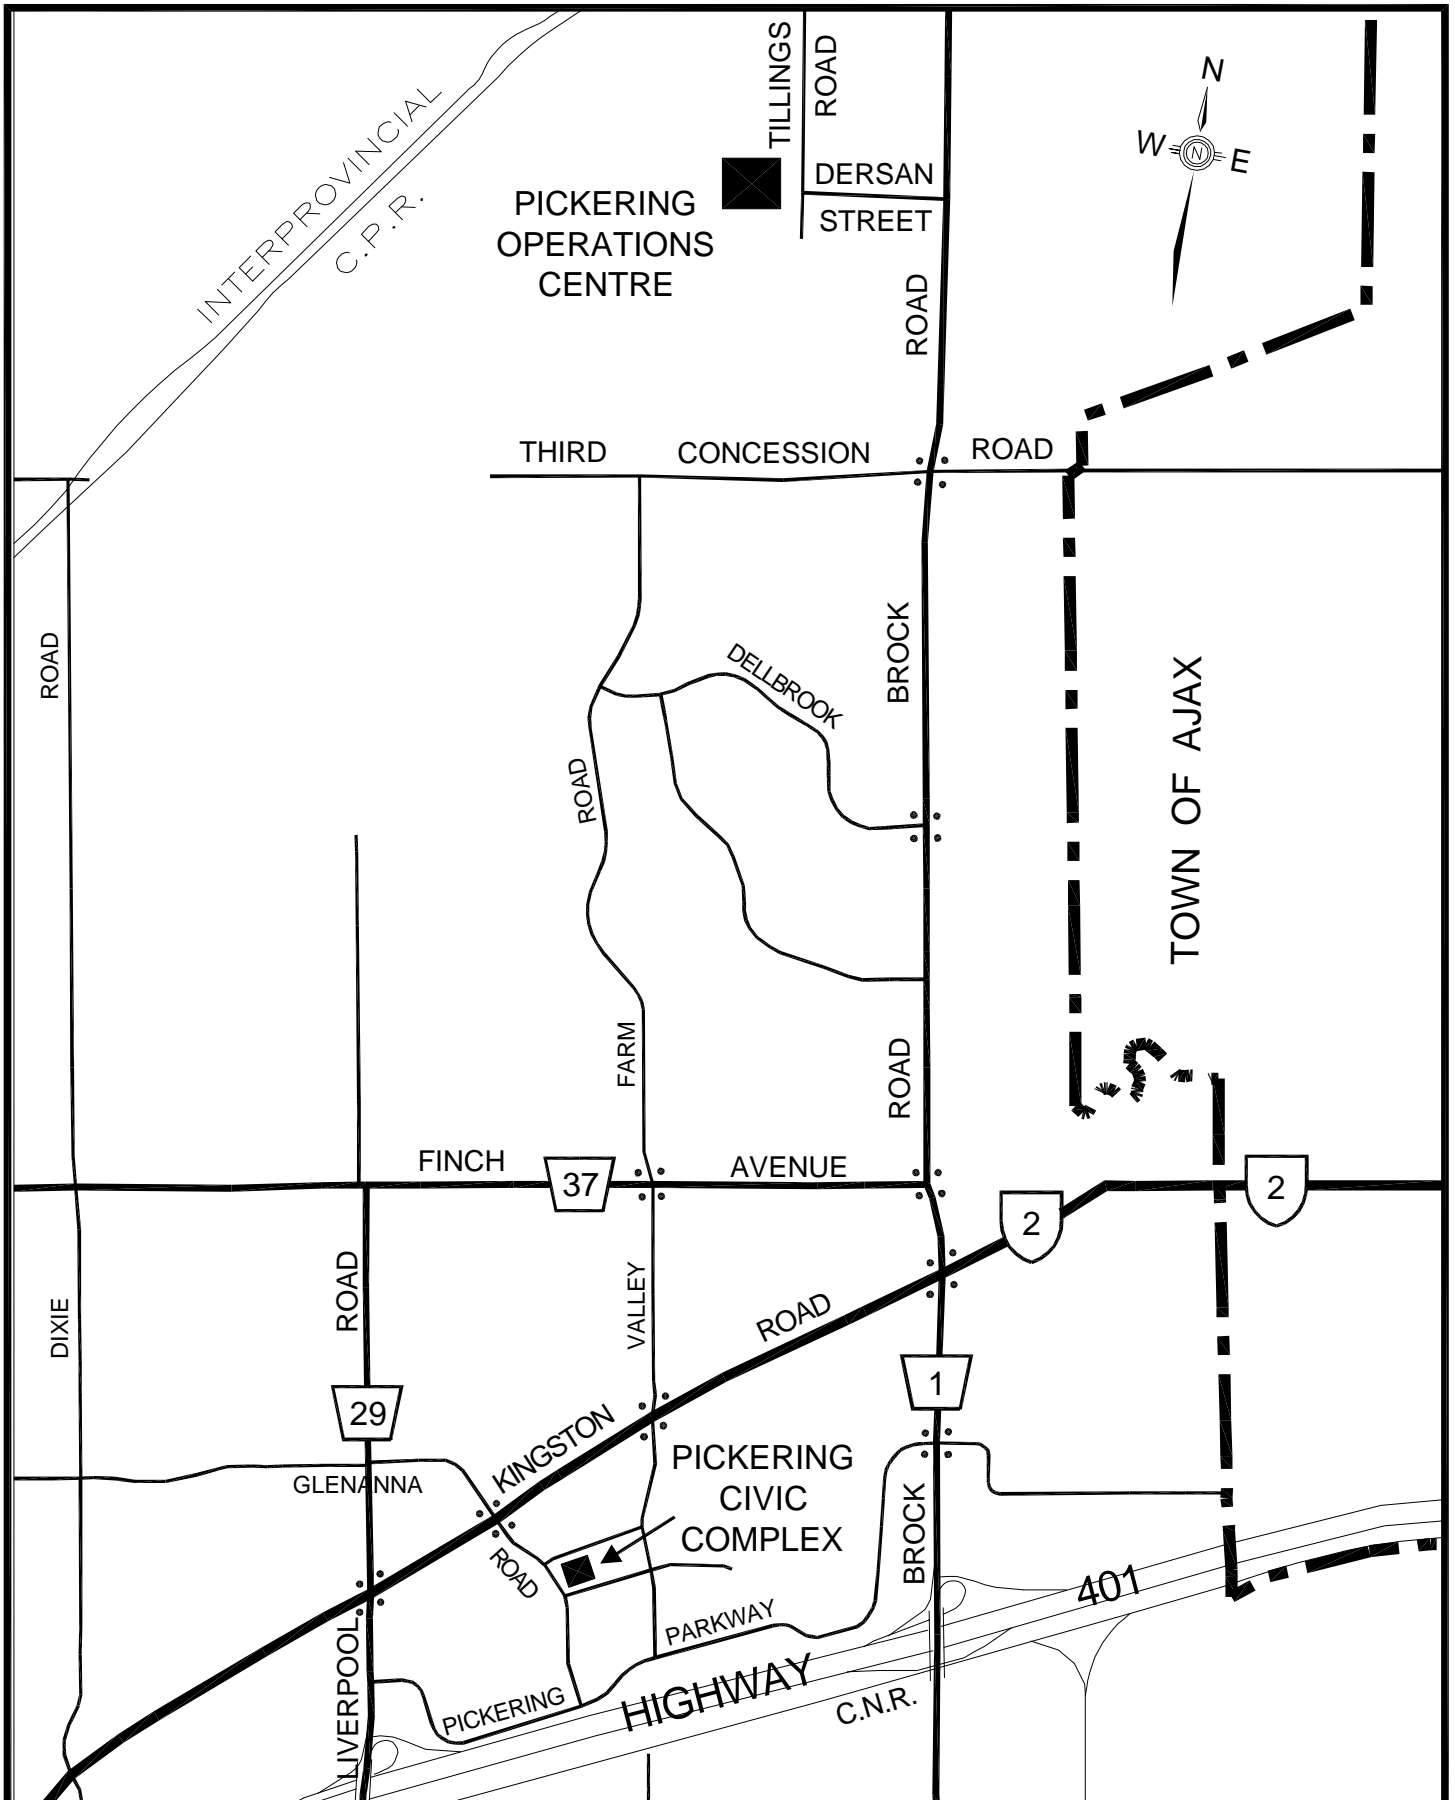 TILLINGS
ROAD
N
W
N
E
INTERPROVINCIAL
C.P.R.
DERSAN
STREET
PICKERING
OPERATIONS
CENTRE
ROAD
THIRD
CONCESSION
ROAD
ROAD
BROCK
DELLBROOK
TOWN OF AJAX
ROAD
FARM
ROAD
FINCH
37
AVENUE
2
2
ROAD
VALLEY
ROAD
DIXIE
1
29
KINGSTON
GLENANNA
PICKERING
CIVIC
COMPLEX
BROCK
ROAD
401
PARKWAY
LIVERPOOL
PICKERING
HIGHWAY
C.N.R.